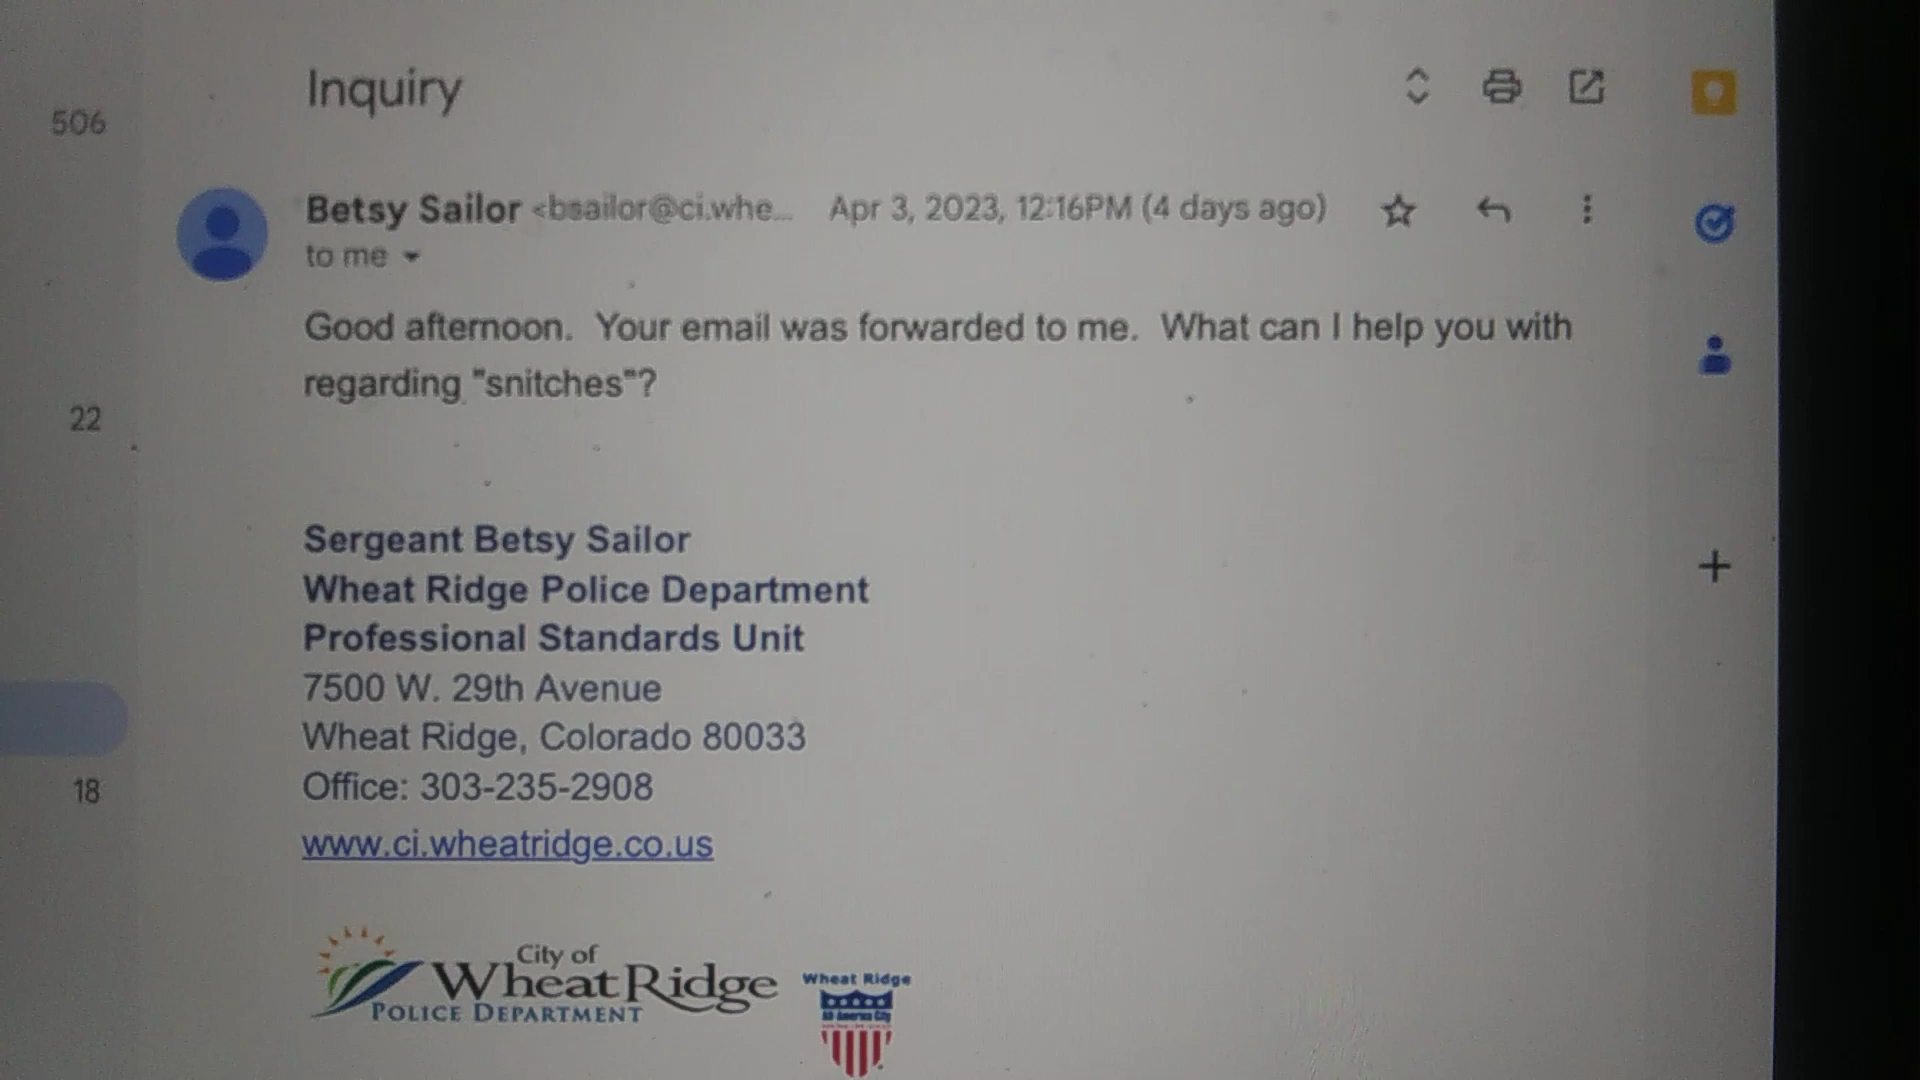 Inquiry
506
Betsy Sailor <bsailor@ci.whe... Apr 3, 2023, 12:16PM (4 days ago)
to me
Good afternoon.  Your email was forwarded to me.  What can I help you with
regarding "snitches"?
22
Sergeant Betsy Sailor
Wheat Ridge Police Department
Professional Standards Unit
7500 W. 29th Avenue
Wheat Ridge, Colorado 80033
Office: 303-235-2908
18
www.ci.wheatridge.co.us
City of
Wheat Ridge
POLICE DEPARTMENT
Wheat Ridge
All-America City